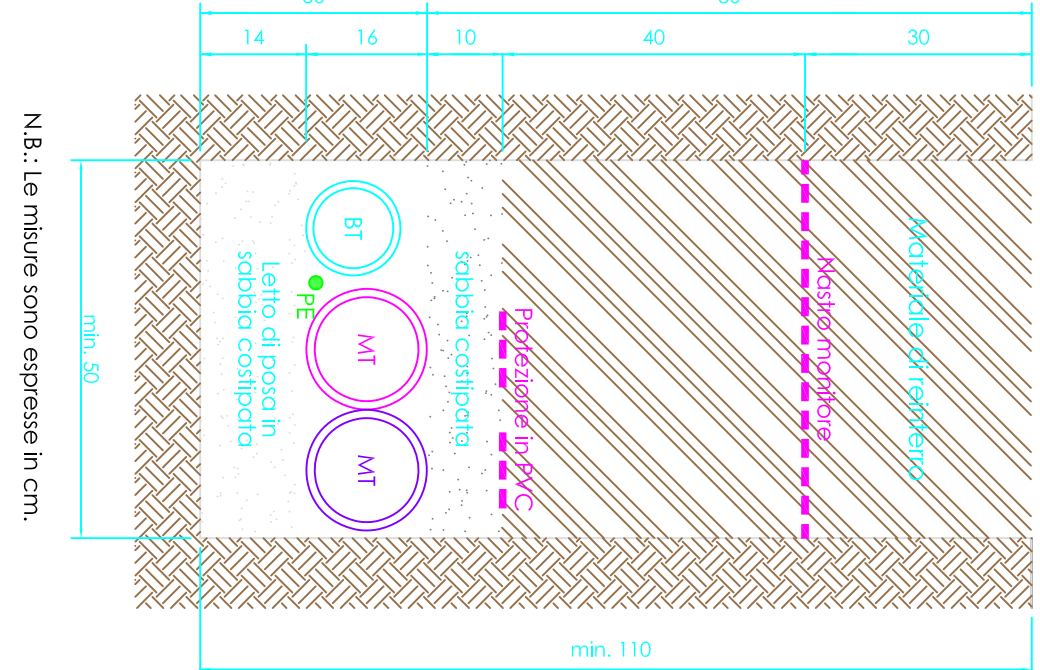 14
16
10
40
30
Materiale di reinterro
Nastro monitore
Protezione in PVC
sabbia costipata
BT
PE
MT
MT
Letto di posa in
sabbia costipata
min. 50
min. 110
N.B.: Le misure sono espresse in cm.